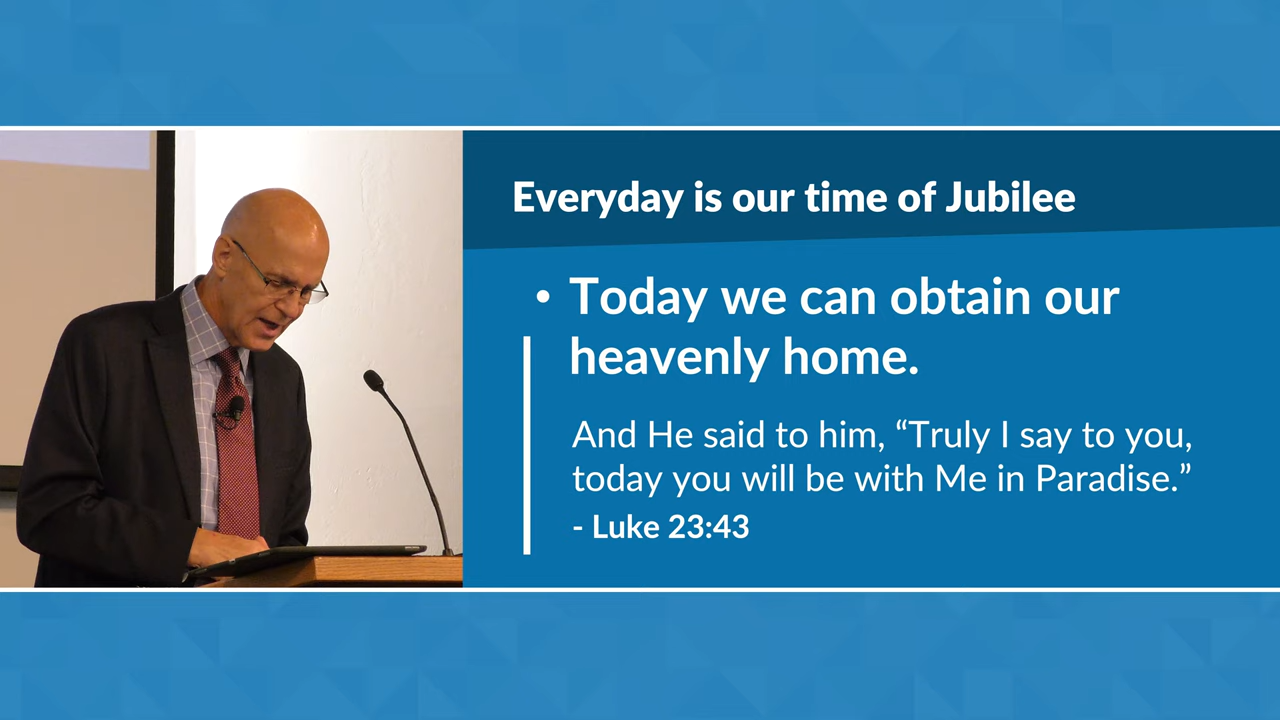 Everyday is our time of Jubilee
• Today we can obtain our
heavenly home.
And He said to him, “Truly I say to you,
today you will be with Me in Paradise.”
- Luke 23:43